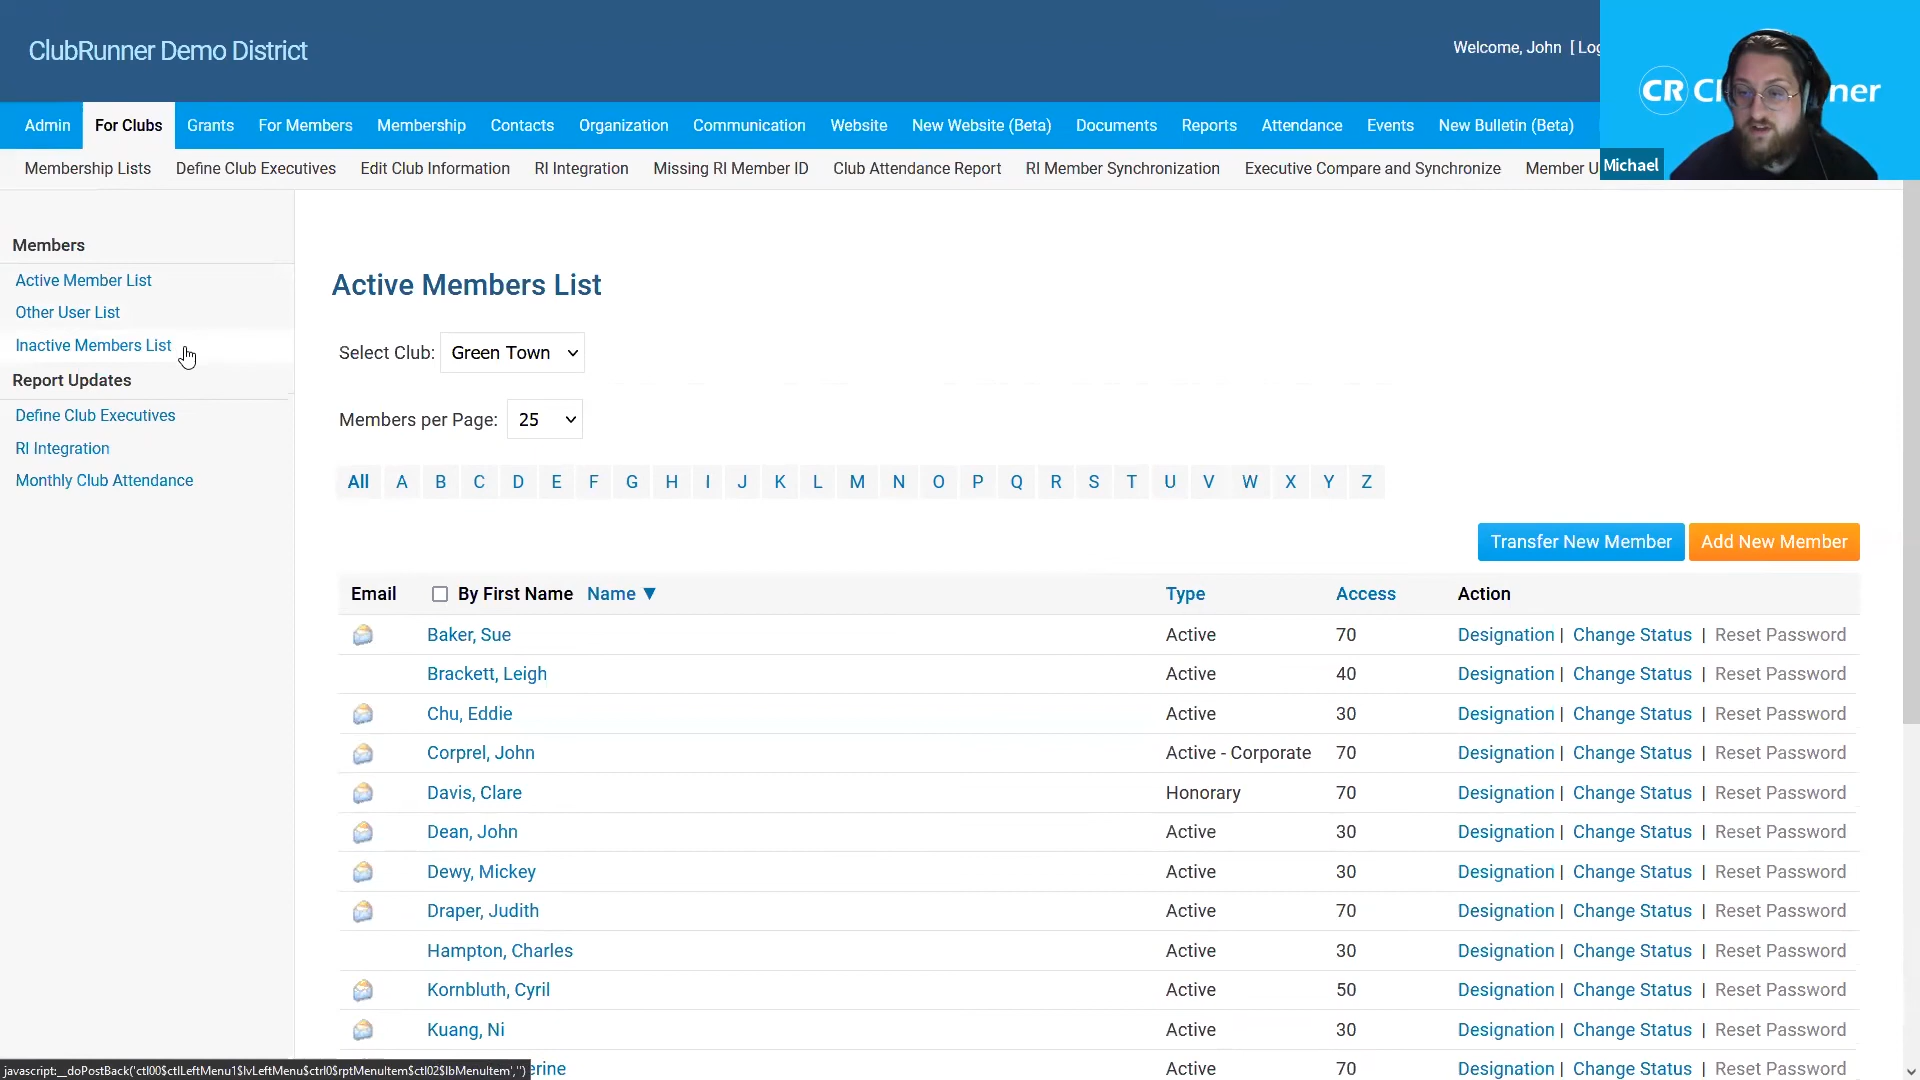 ClubRunner Demo District
Welcome, John [ Log
CR Cl ner
Michael
Admin For Clubs Grants For Members Membership Contacts Organization Communication Website New Website (Beta) Documents Reports Attendance Events New Bulletin (Beta)
Membership Lists Define Club Executives Edit Club Information RI Integration Missing RI Member ID Club Attendance Report RI Member Synchronization Executive Compare and Synchronize Member U
Members
Active Member List
Other User List
Inactive Members List
Report Updates
Define Club Executives
RI Integration
Monthly Club Attendance
Active Members List
Select Club: Green Town
Members per Page: 25
All A B C D E F G H I J K L M N O P Q R S T U V W X Y Z
Transfer New Member Add New Member
Email By First Name Name ▼ Type Access Action
Baker, Sue Active 70 Designation | Change Status | Reset Password
Brackett, Leigh Active 40 Designation | Change Status | Reset Password
Chu, Eddie Active 30 Designation | Change Status | Reset Password
Corprel, John Active - Corporate 70 Designation | Change Status | Reset Password
Davis, Clare Honorary 70 Designation | Change Status | Reset Password
Dean, John Active 30 Designation | Change Status | Reset Password
Dewy, Mickey Active 30 Designation | Change Status | Reset Password
Draper, Judith Active 70 Designation | Change Status | Reset Password
Hampton, Charles Active 30 Designation | Change Status | Reset Password
Kornbluth, Cyril Active 50 Designation | Change Status | Reset Password
Kuang, Ni Active 30 Designation | Change Status | Reset Password
erine Active 70 Designation | Change Status | Reset Password
javascript:__doPostBack('ctl00$ctlLeftMenu1$lvLeftMenu$ctrl0$rptMenuItem$ctl02$lbMenuItem','')